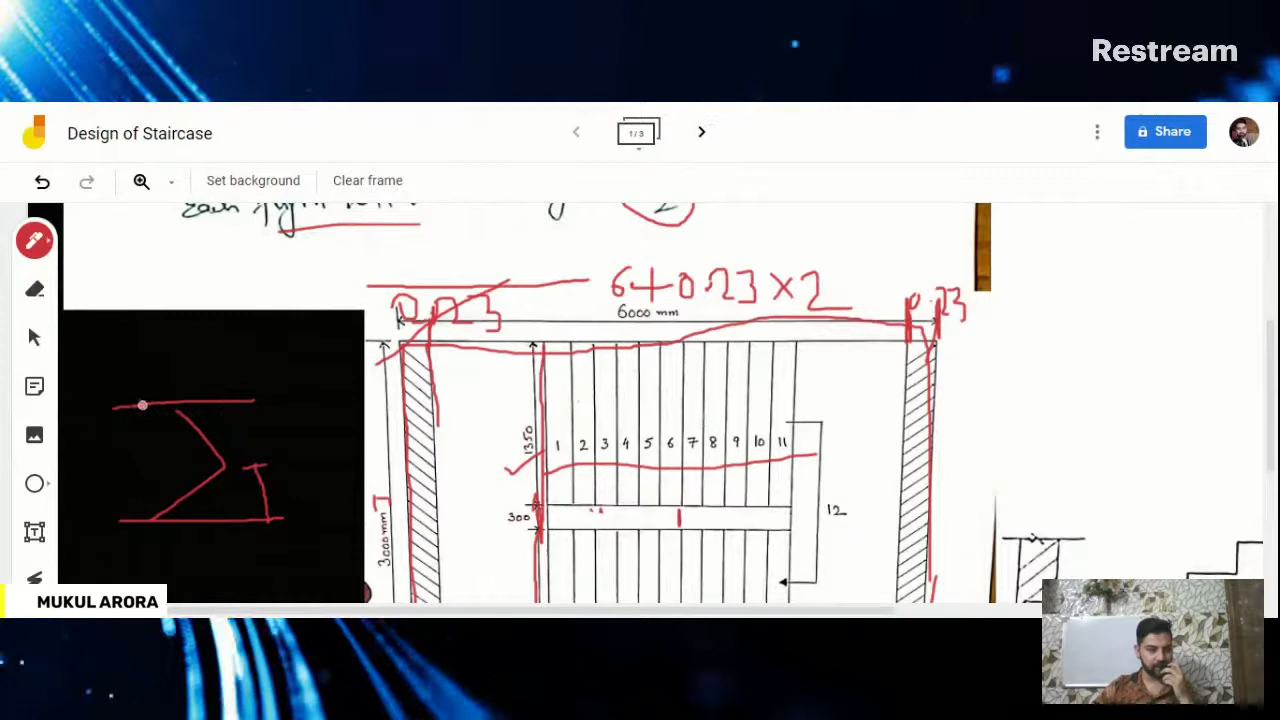 Restream
Design of Staircase
1/3
Share
Set background
Clear frame
Each
2
6+0.23×2
0.23
0.23
6000 mm
1350
1 2 3 4 5 6 7 8 9 10 11
300
12
3000 mm
T
MUKUL ARORA